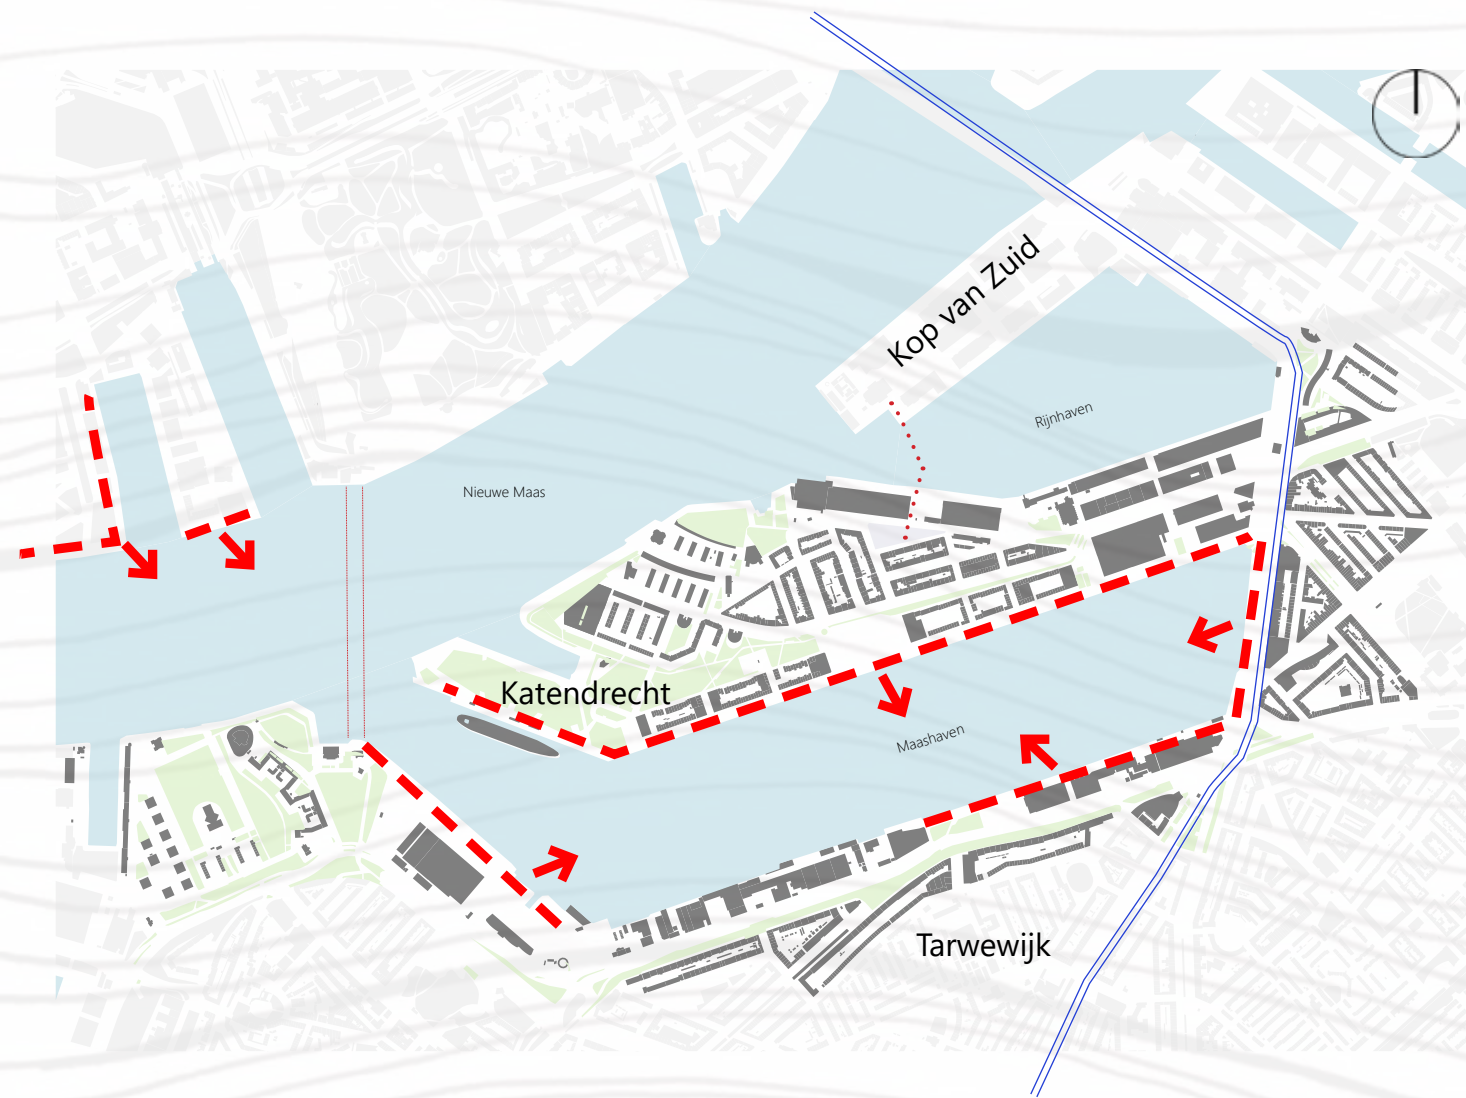 Kop van Zuid
Rijnhaven
Nieuwe Maas
Katendrecht
Maashaven
Tarwewijk